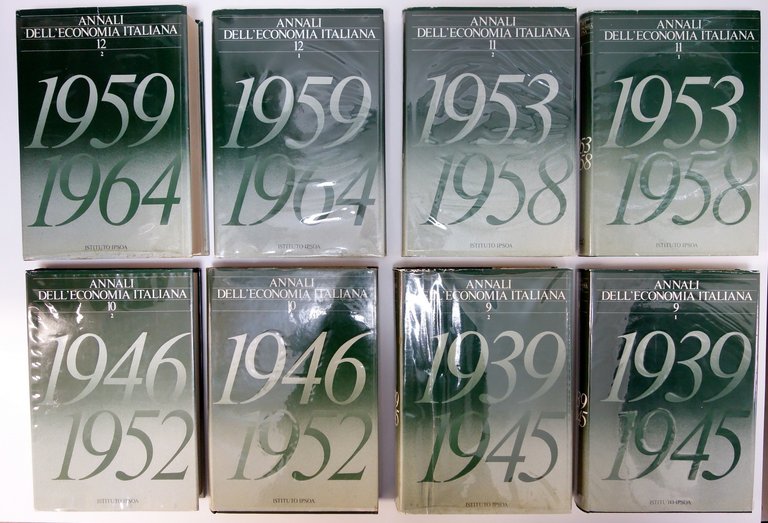 ANNALI
DELL'ECONOMIA ITALIANA
12
2
1959
1964
ISTITUTO IPSOA
ANNALI
DELL'ECONOMIA ITALIANA
12
1
1959
1964
ISTITUTO IPSOA
ANNALI
DELL'ECONOMIA ITALIANA
11
2
1953
1958
ISTITUTO IPSOA
ANNALI
DELL'ECONOMIA ITALIANA
11
1
53
58
1953
1958
ISTITUTO IPSOA
ANNALI
DELL'ECONOMIA ITALIANA
10
2
1946
1952
ISTITUTO IPSOA
ANNALI
DELL'ECONOMIA ITALIANA
10
1946
1952
ISTITUTO IPSOA
ANNALI
DELL'ECONOMIA ITALIANA
9
2
1939
1945
ISTITUTO IPSOA
ANNALI
DELL'ECONOMIA ITALIANA
9
1
1939
1945
ISTITUTO IPSOA